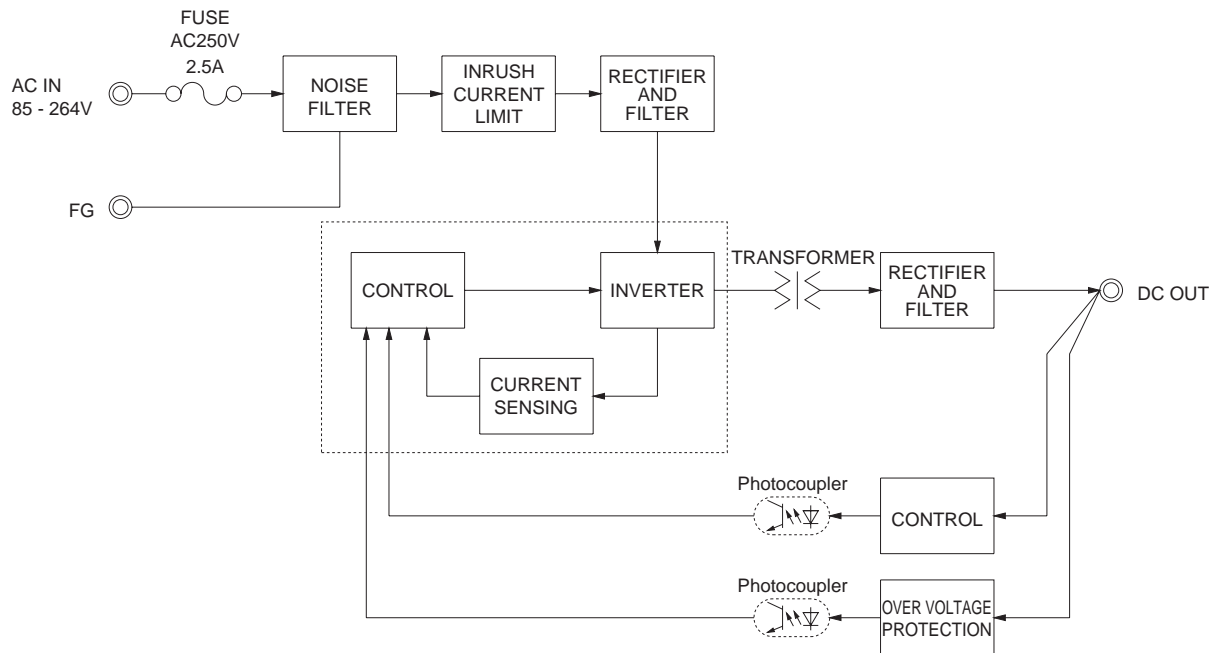 FUSE
AC250V
2.5A
AC IN
85 - 264V
NOISE
FILTER
INRUSH
CURRENT
LIMIT
RECTIFIER
AND
FILTER
FG
CONTROL
INVERTER
TRANSFORMER
RECTIFIER
AND
FILTER
DC OUT
CURRENT
SENSING
Photocoupler
CONTROL
Photocoupler
OVER VOLTAGE
PROTECTION